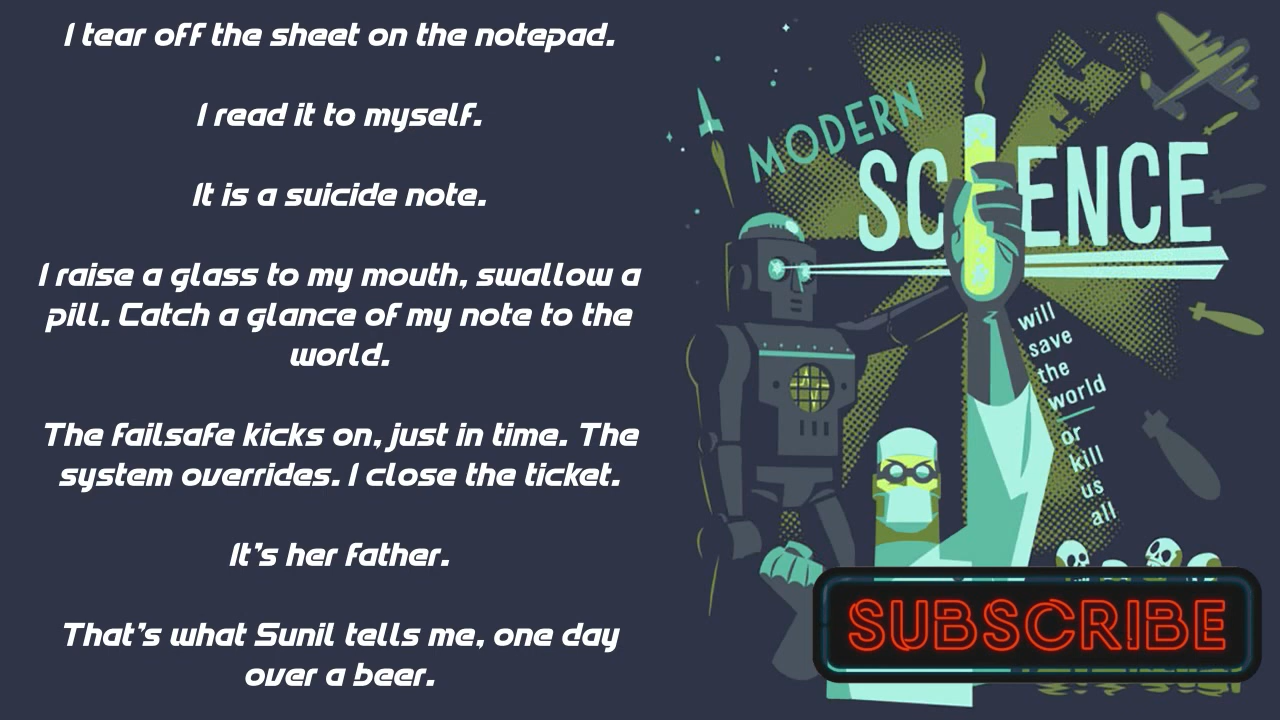 I tear off the sheet on the notepad.
I read it to myself.
It is a suicide note.
I raise a glass to my mouth, swallow a
pill. Catch a glance of my note to the
world.
The failsafe kicks on, just in time. The
system overrides. I close the ticket.
It's her father.
That's what Sunil tells me, one day
over a beer.
MODERN
SCIENCE
will
save
the
world
or
kill
us
all
SUBSCRIBE